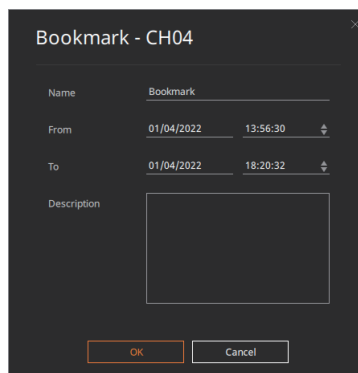 Bookmark - CH04
Name Bookmark
From 01/04/2022 13:56:30
To 01/04/2022 18:20:32
Description
OK Cancel